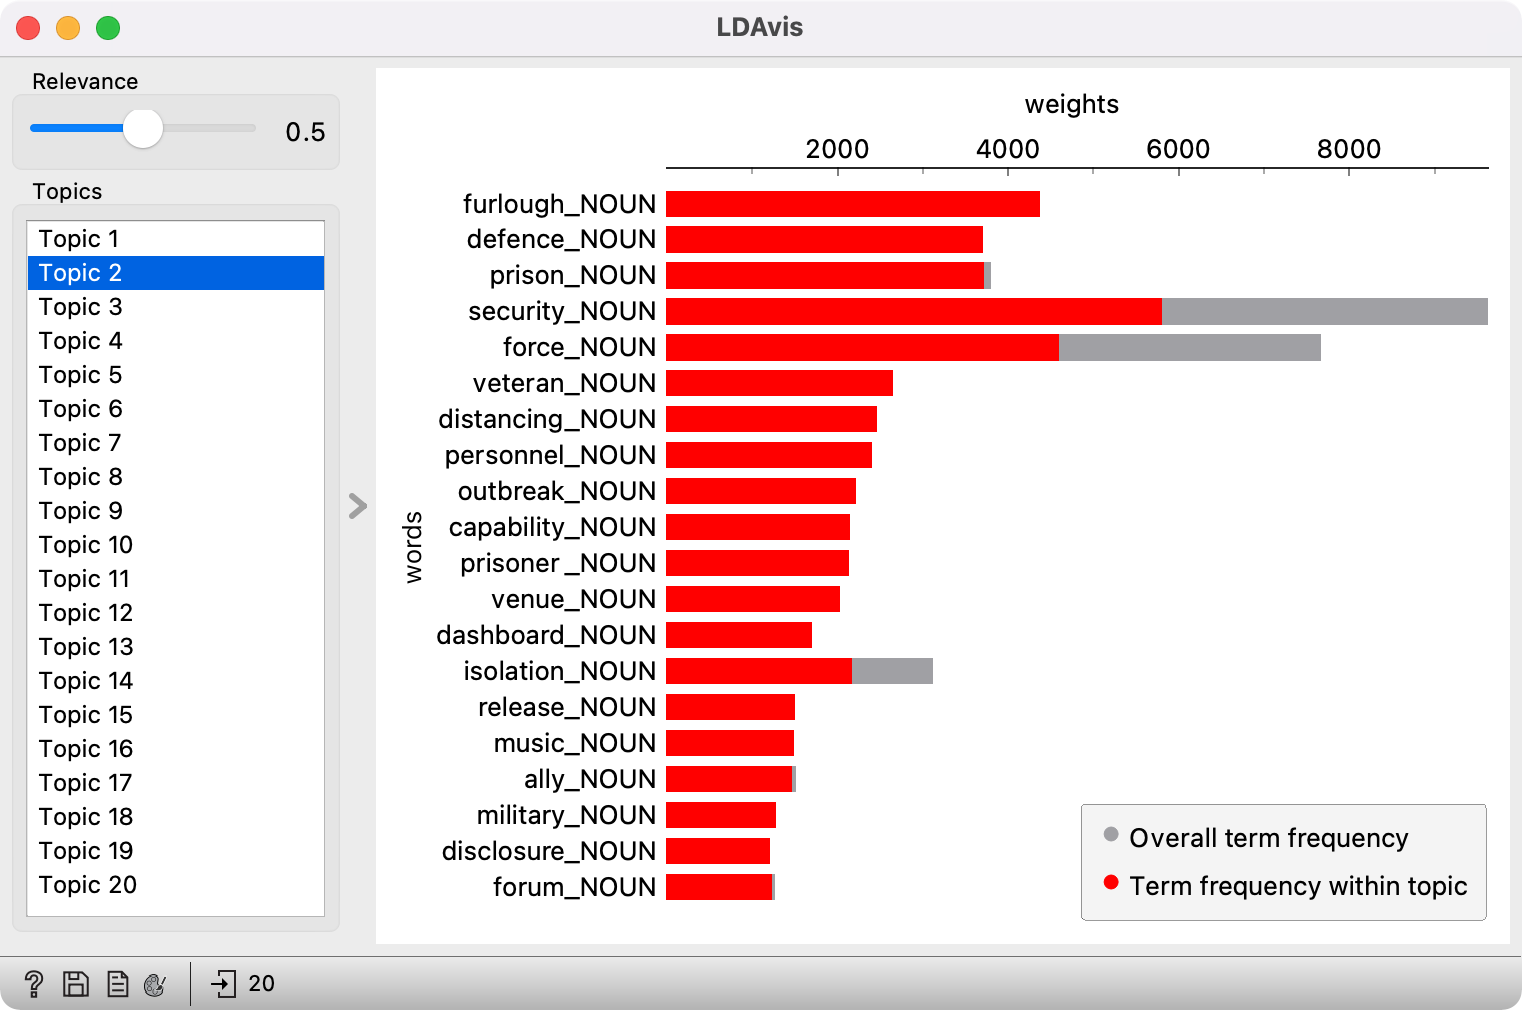 LDAvis
Relevance
0.5
Topics
Topic 1
Topic 2
Topic 3
Topic 4
Topic 5
Topic 6
Topic 7
Topic 8
Topic 9
Topic 10
Topic 11
Topic 12
Topic 13
Topic 14
Topic 15
Topic 16
Topic 17
Topic 18
Topic 19
Topic 20
weights
2000 4000 6000 8000
words
furlough_NOUN
defence_NOUN
prison_NOUN
security_NOUN
force_NOUN
veteran_NOUN
distancing_NOUN
personnel_NOUN
outbreak_NOUN
capability_NOUN
prisoner _NOUN
venue_NOUN
dashboard_NOUN
isolation_NOUN
release_NOUN
music_NOUN
ally_NOUN
military_NOUN
disclosure_NOUN
forum_NOUN
Overall term frequency
Term frequency within topic
? 20